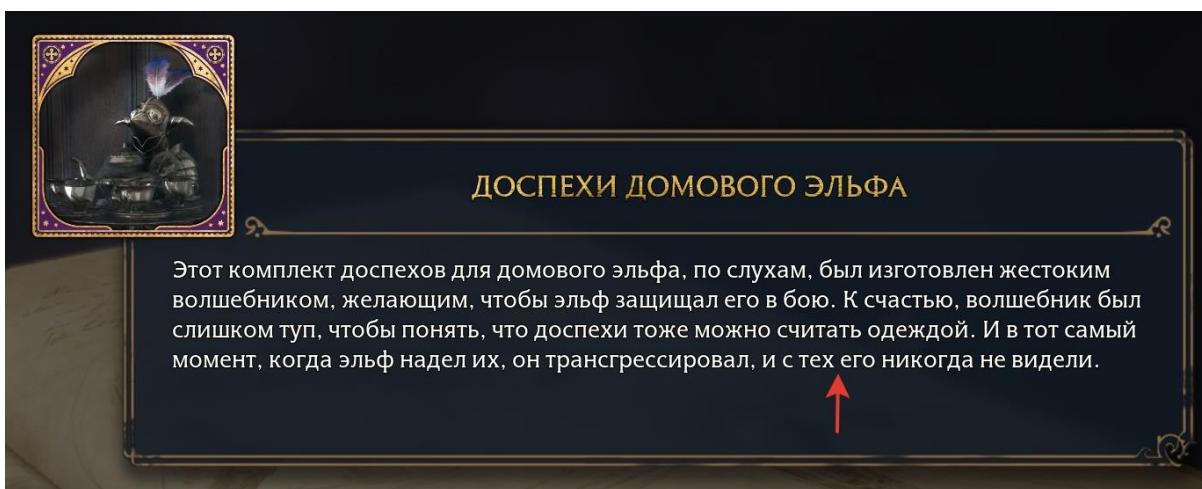 ДОСПЕХИ ДОМОВОГО ЭЛЬФА
Этот комплект доспехов для домового эльфа, по слухам, был изготовлен жестоким
волшебником, желающим, чтобы эльф защищал его в бою. К счастью, волшебник был
слишком туп, чтобы понять, что доспехи тоже можно считать одеждой. И в тот самый
момент, когда эльф надел их, он трансгрессировал, и с тех его никогда не видели.